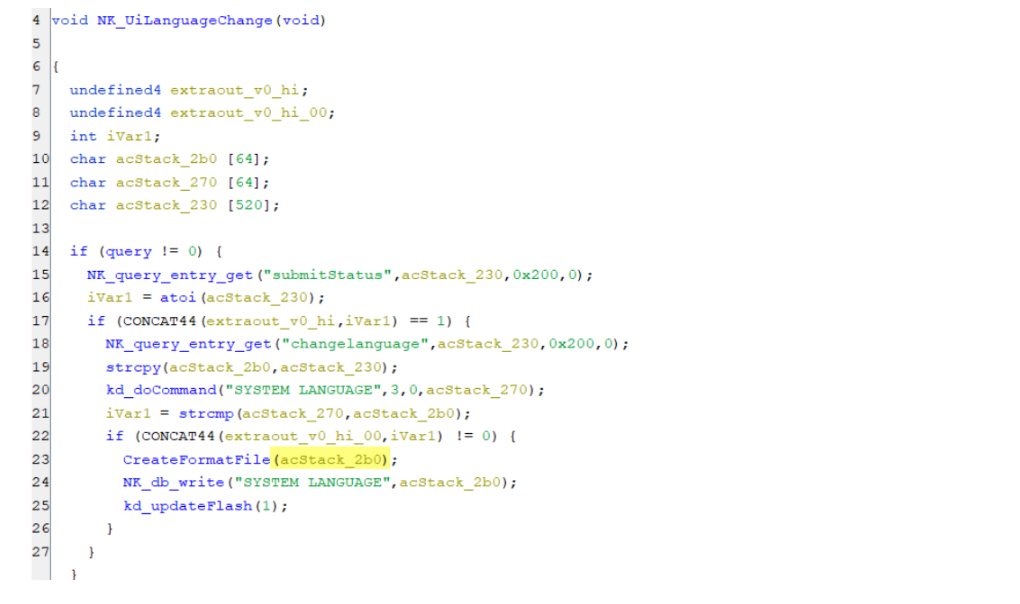 4 void NK_UiLanguageChange(void)
5
6 {
7 undefined4 extraout_v0_hi;
8 undefined4 extraout_v0_hi_00;
9 int iVar1;
10 char acStack_2b0 [64];
11 char acStack_270 [64];
12 char acStack_230 [520];
13
14 if (query != 0) {
15 NK_query_entry_get("submitStatus",acStack_230,0x200,0);
16 iVar1 = atoi(acStack_230);
17 if (CONCAT44(extraout_v0_hi,iVar1) == 1) {
18 NK_query_entry_get("changelanguage",acStack_230,0x200,0);
19 strcpy(acStack_2b0,acStack_230);
20 kd_doCommand("SYSTEM LANGUAGE",3,0,acStack_270);
21 iVar1 = strcmp(acStack_270,acStack_2b0);
22 if (CONCAT44(extraout_v0_hi_00,iVar1) != 0) {
23 CreateFormatFile(acStack_2b0);
24 NK_db_write("SYSTEM LANGUAGE",acStack_2b0);
25 kd_updateFlash(1);
26 }
27 }
}